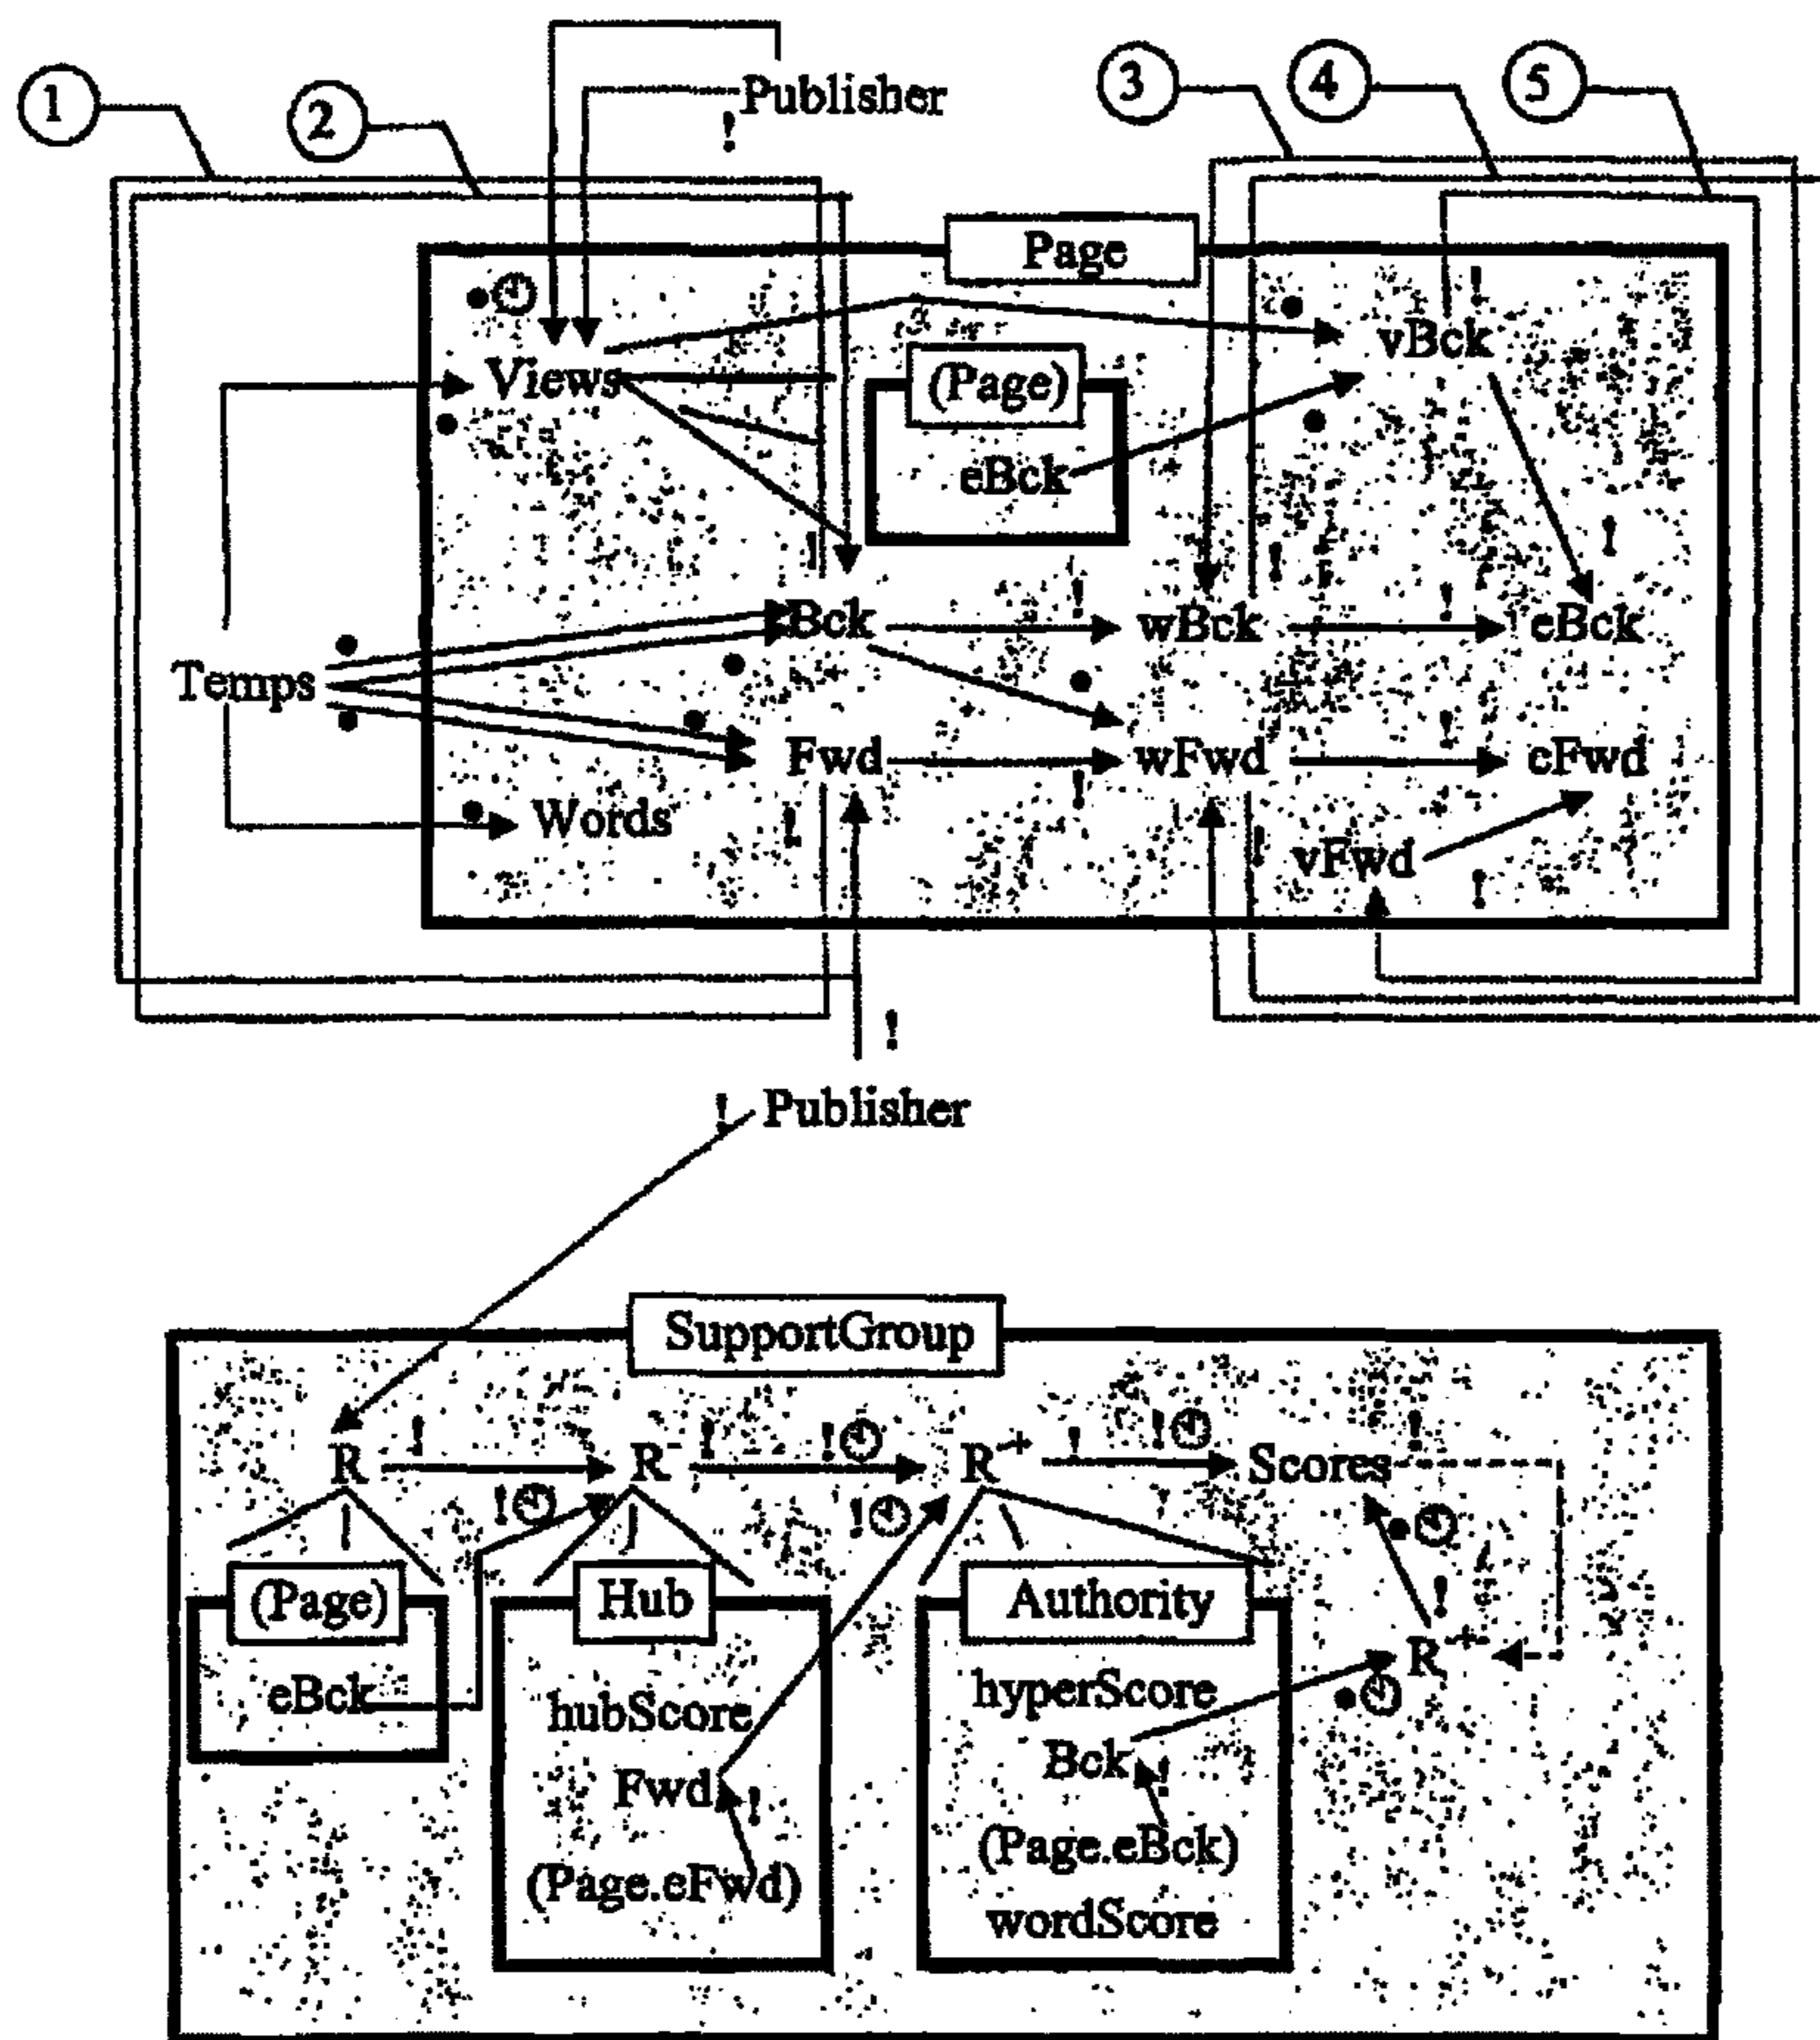 1
2
Publisher
!
3
4
5
Page
Views
vBck
!
(Page)
eBck
!
!
!
!
!
Bck
wBck
eBck
Temps
Fwd
wFwd
eFwd
!
!
!
!
Words
vFwd
!
!
! Publisher
SupportGroup
R ! R- ! ! R+ ! ! Scores !
! !
(Page)
Hub
Authority
!
R+
eBck
hubScore
hyperScore
Fwd !
Bck !
(Page.eFwd)
(Page.eBck)
wordScore